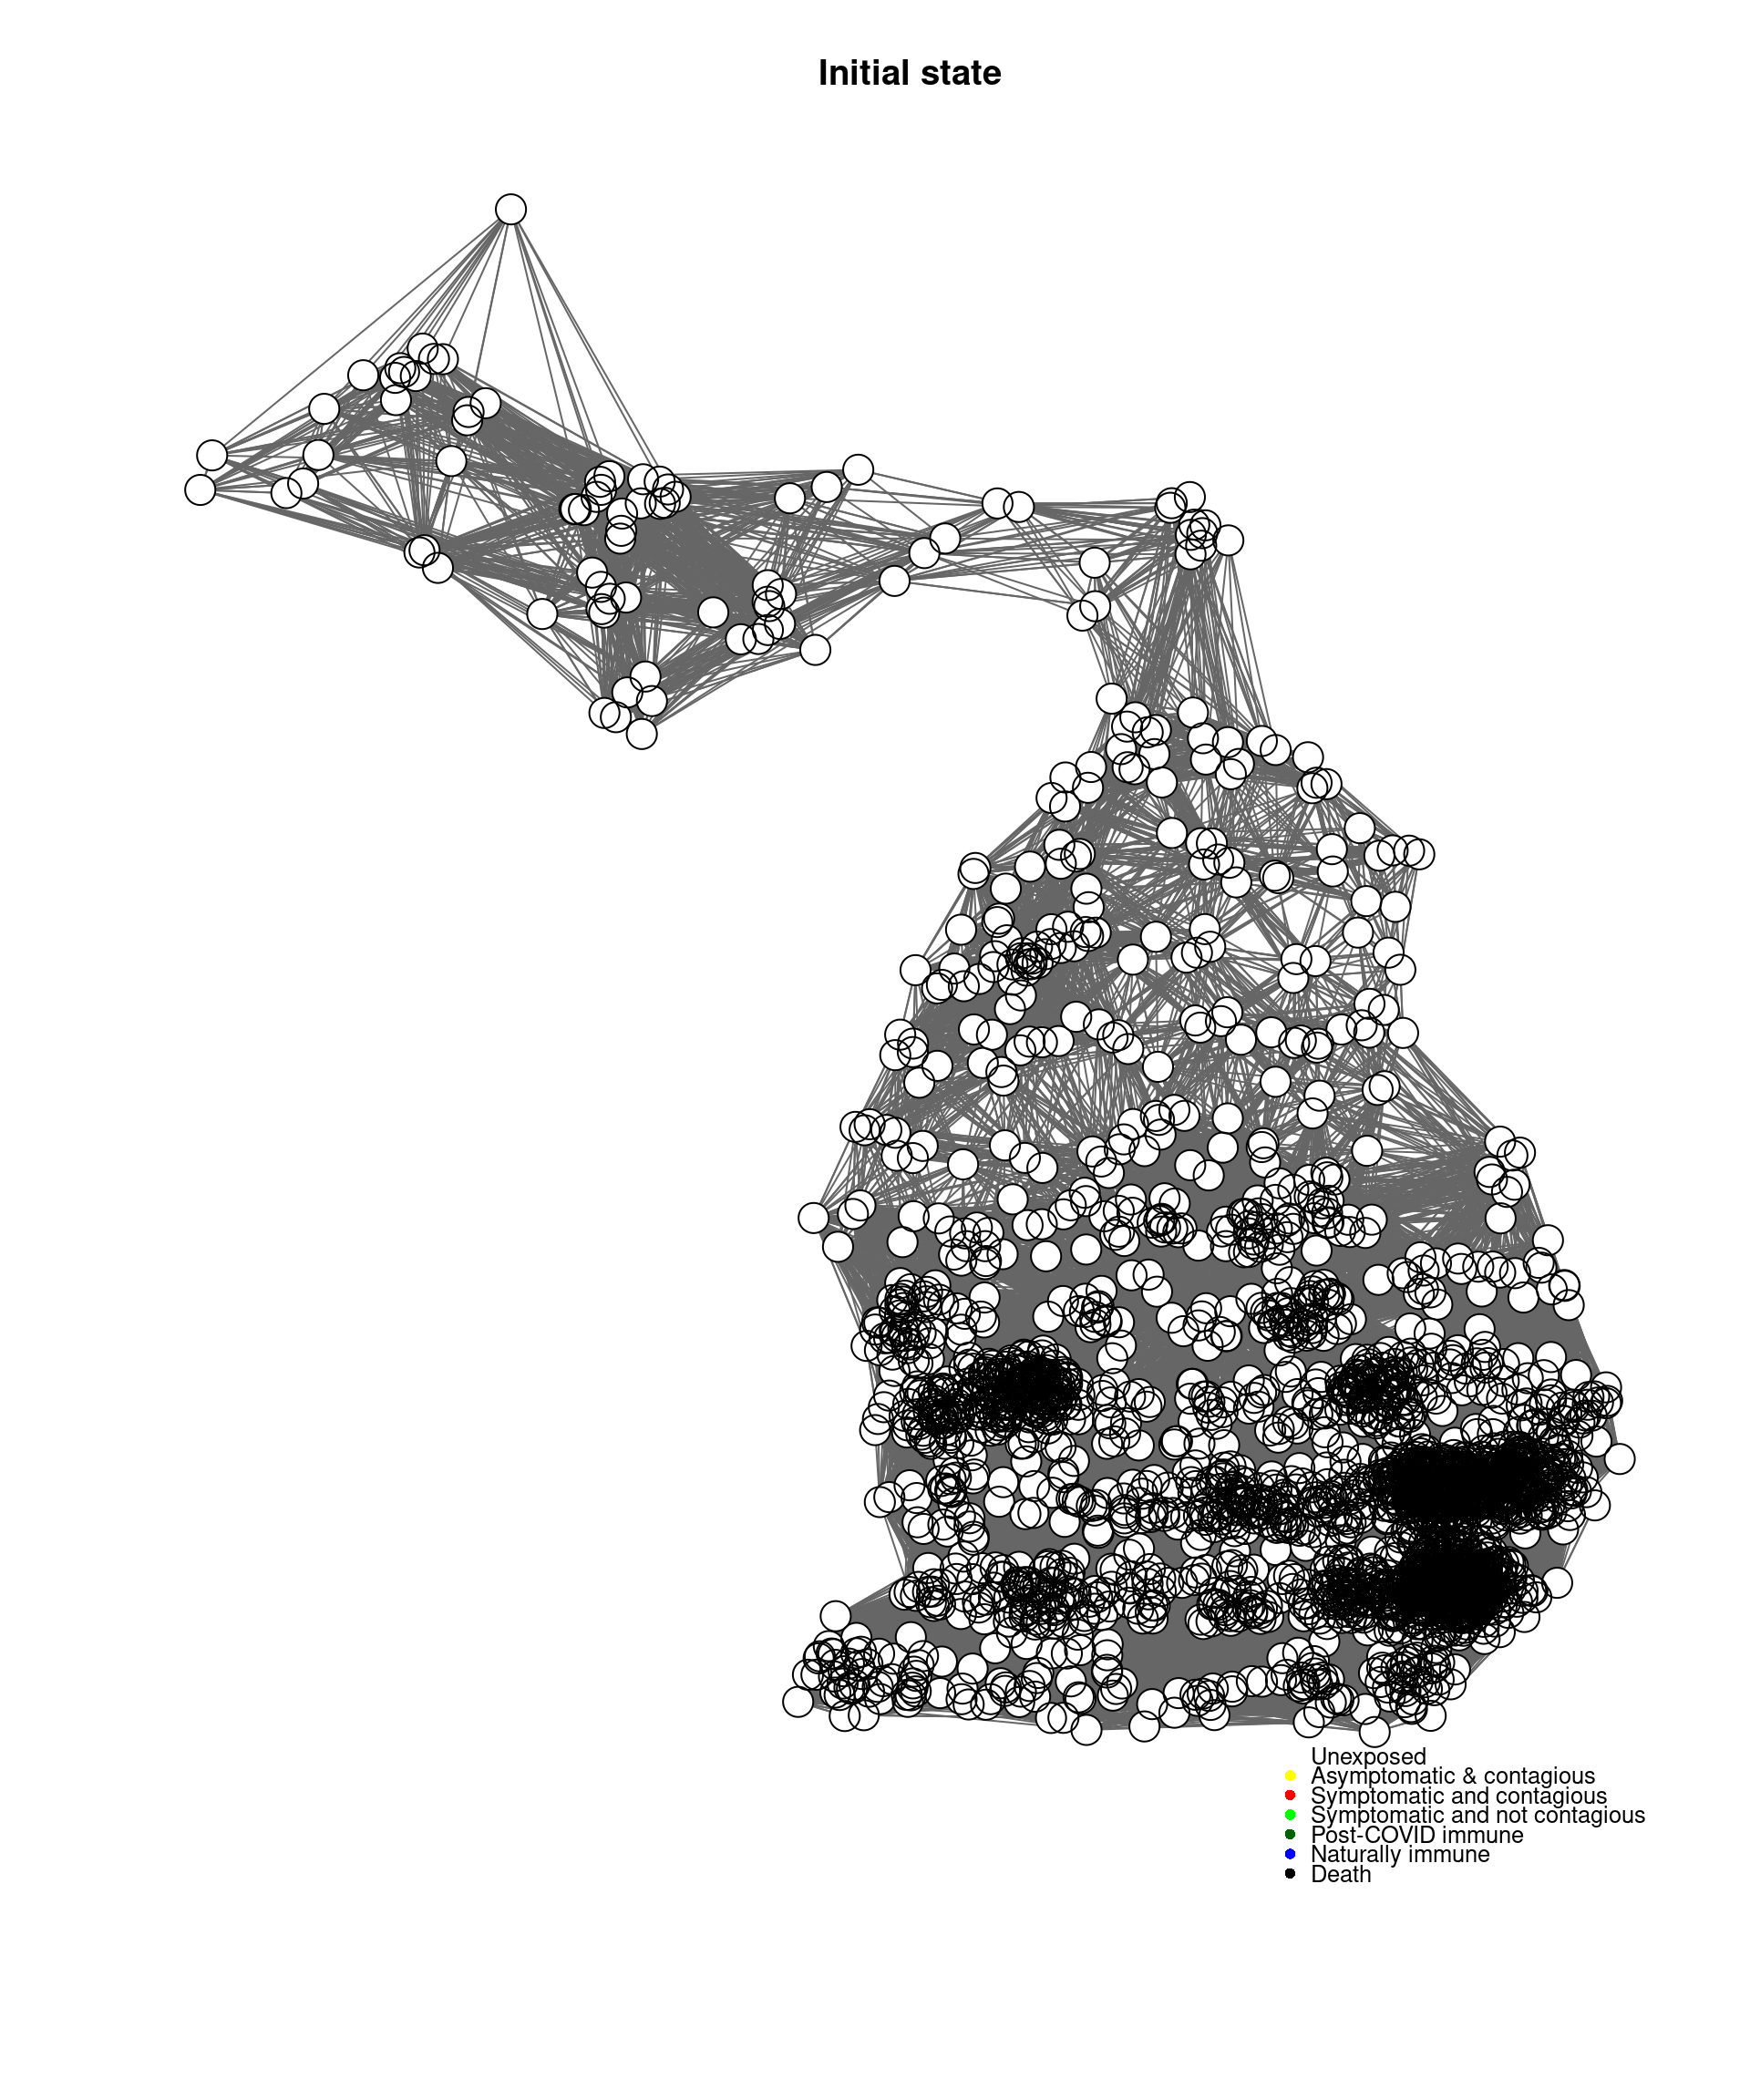 Initial state
Unexposed
Asymptomatic & contagious
Symptomatic and contagious
Symptomatic and not contagious
Post-COVID immune
Naturally immune
Death